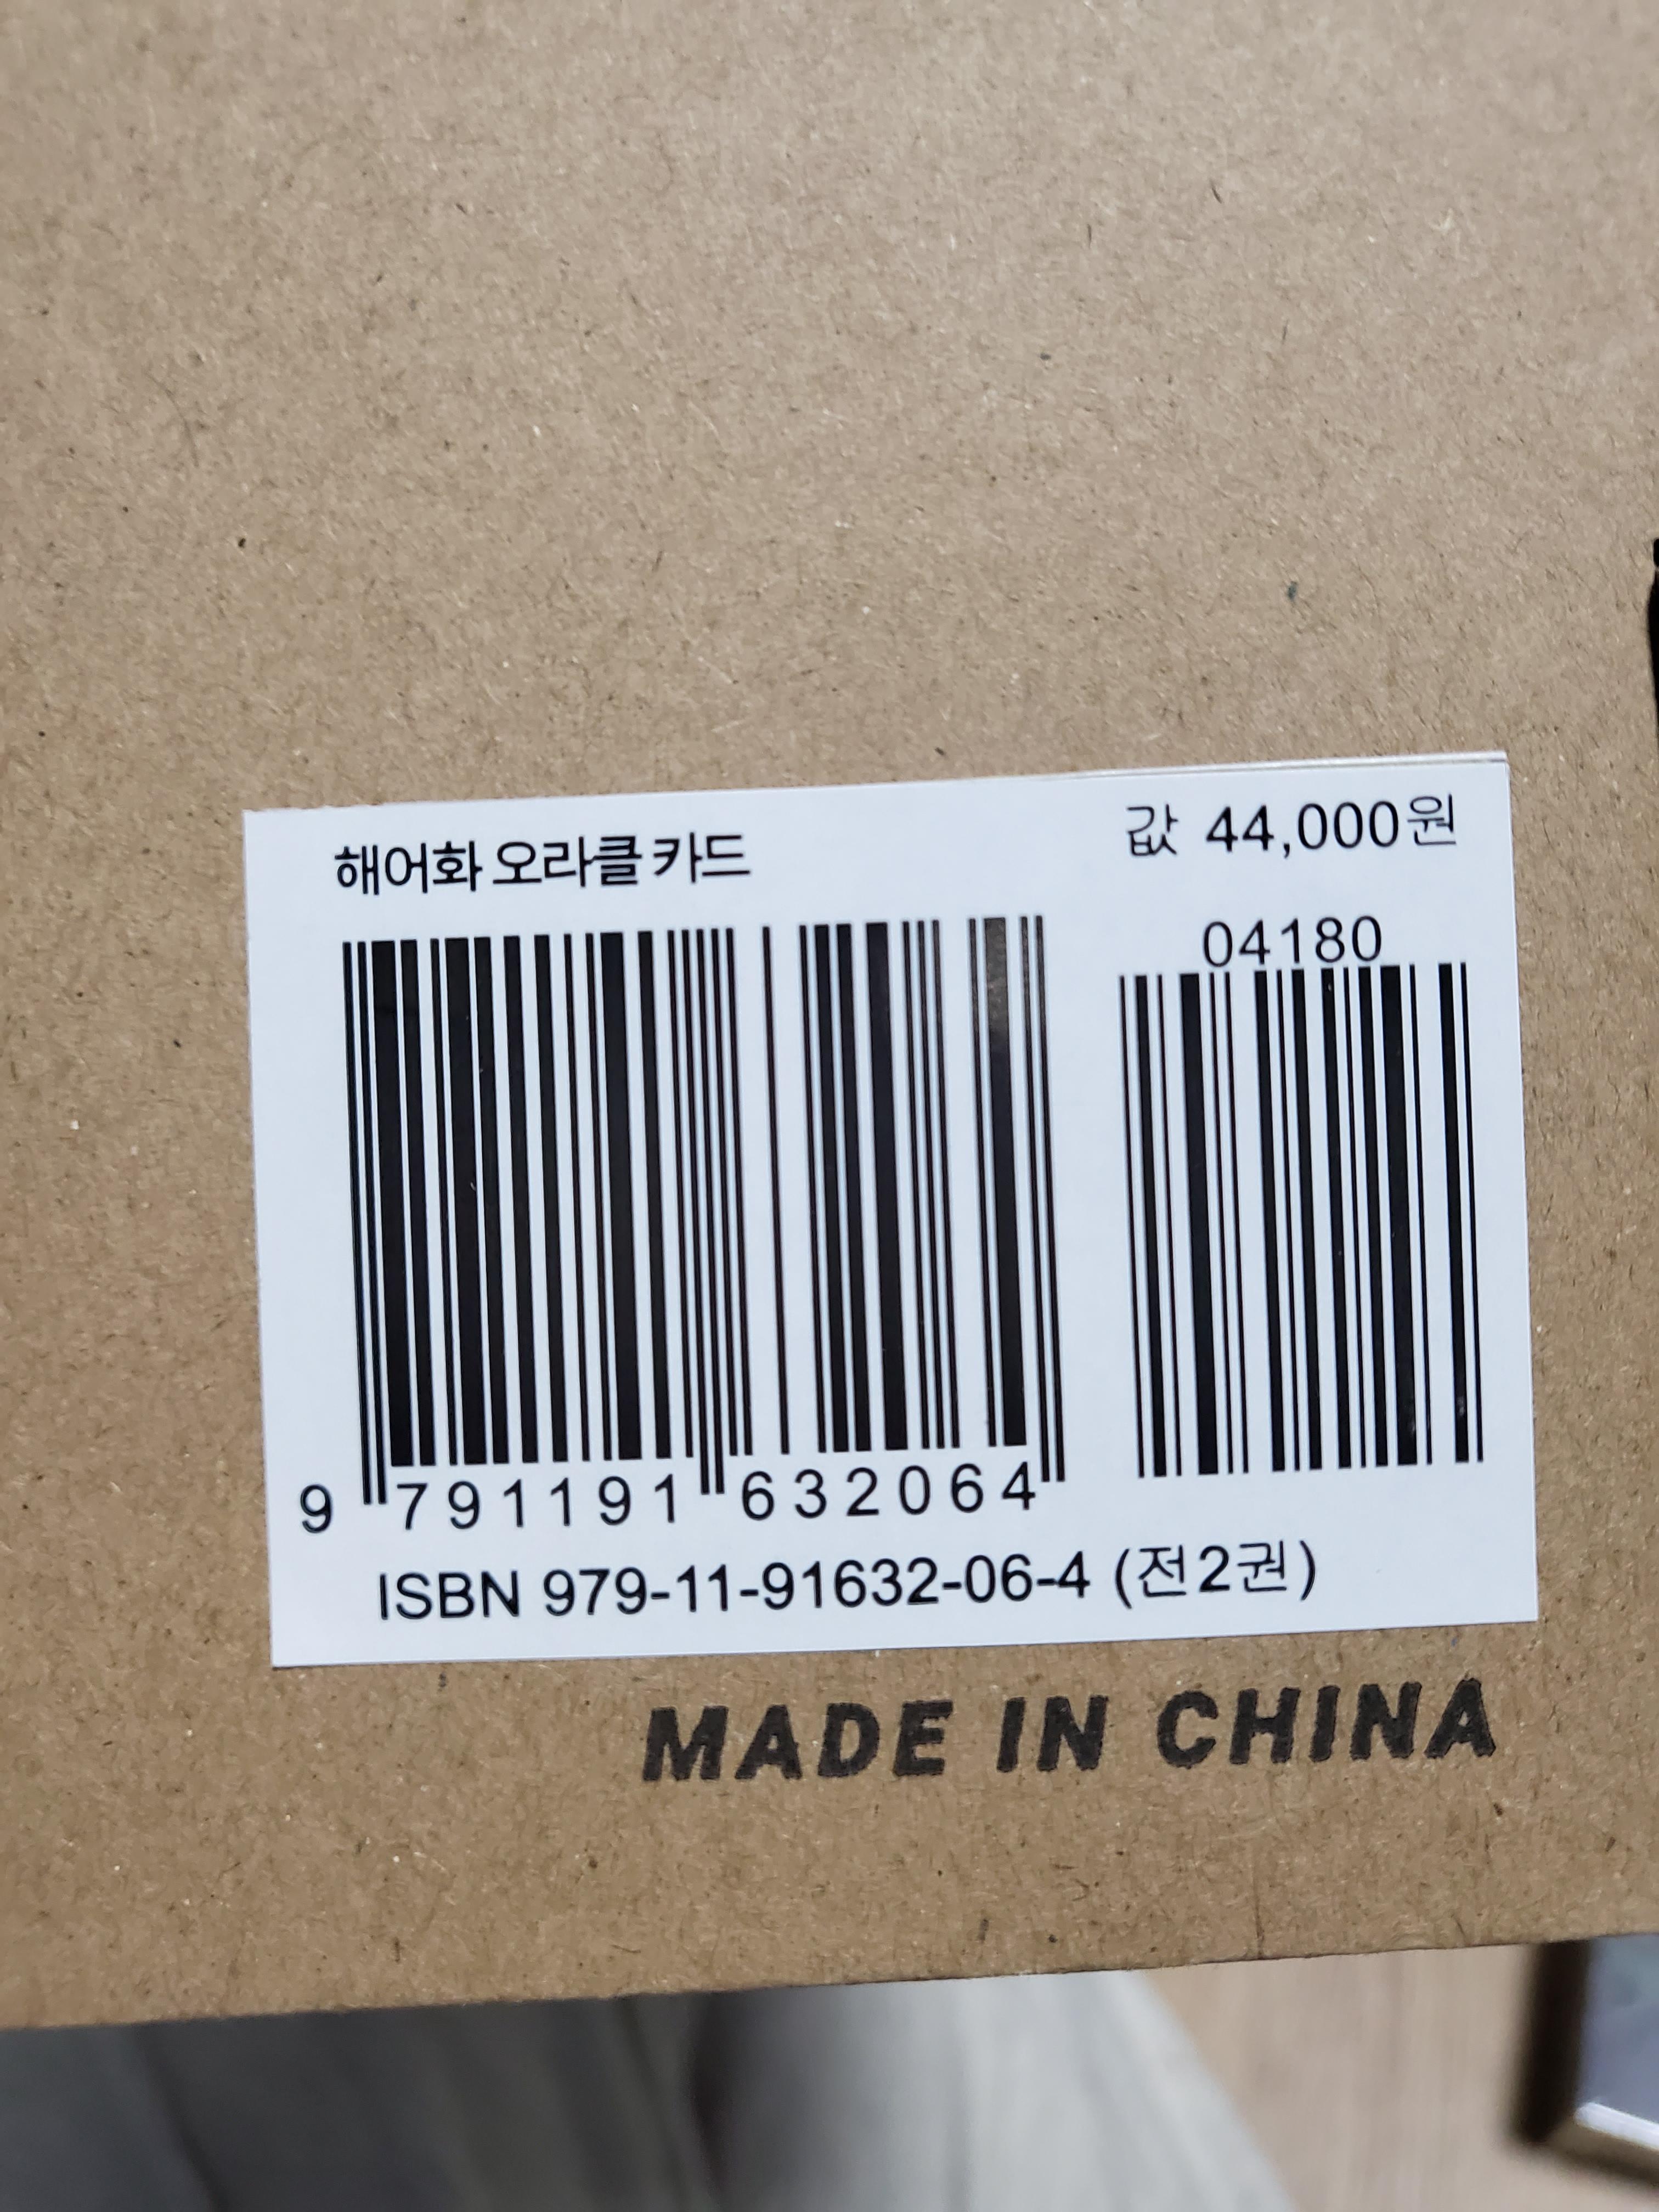 해어화 오라클 카드
값 44,000원
04180
9 791191 632064
ISBN 979-11-91632-06-4 (전2권)
MADE IN CHINA